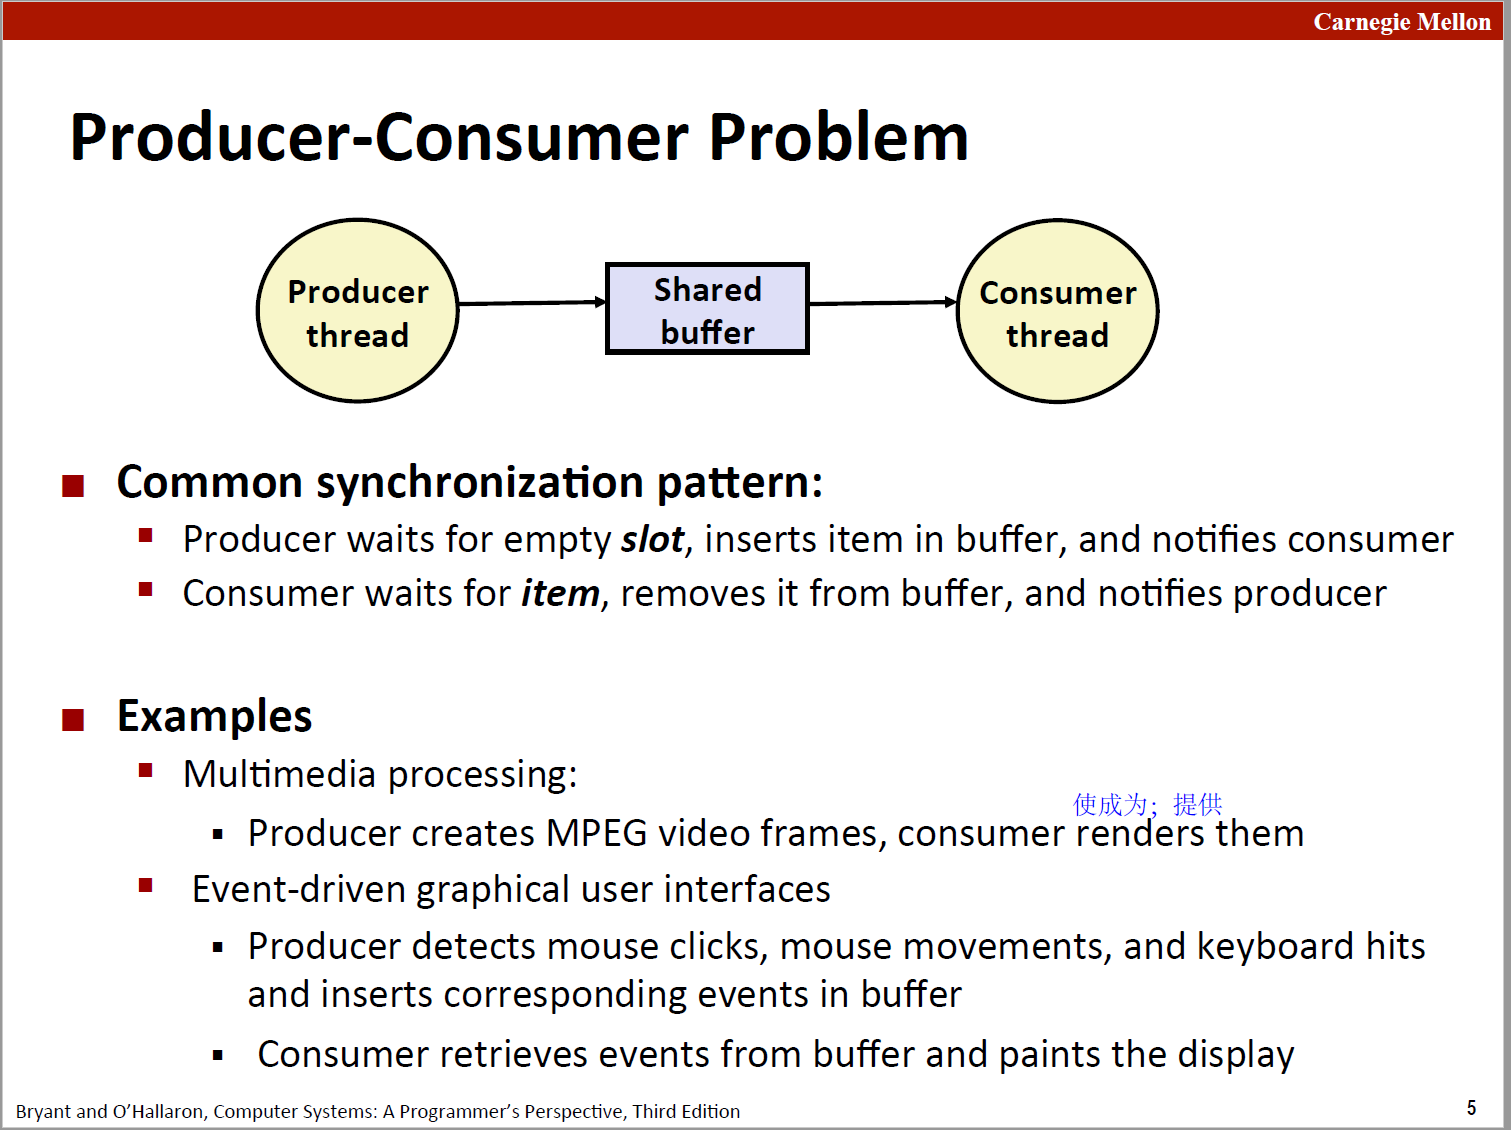 Carnegie Mellon
Producer-Consumer Problem
Producer
thread
Shared
buffer
Consumer
thread
Common synchronization pattern:
Producer waits for empty slot, inserts item in buffer, and notifies consumer
Consumer waits for item, removes it from buffer, and notifies producer
Examples
Multimedia processing:
使成为；提供
Producer creates MPEG video frames, consumer renders them
Event-driven graphical user interfaces
Producer detects mouse clicks, mouse movements, and keyboard hits
and inserts corresponding events in buffer
Consumer retrieves events from buffer and paints the display
Bryant and O’Hallaron, Computer Systems: A Programmer’s Perspective, Third Edition
5